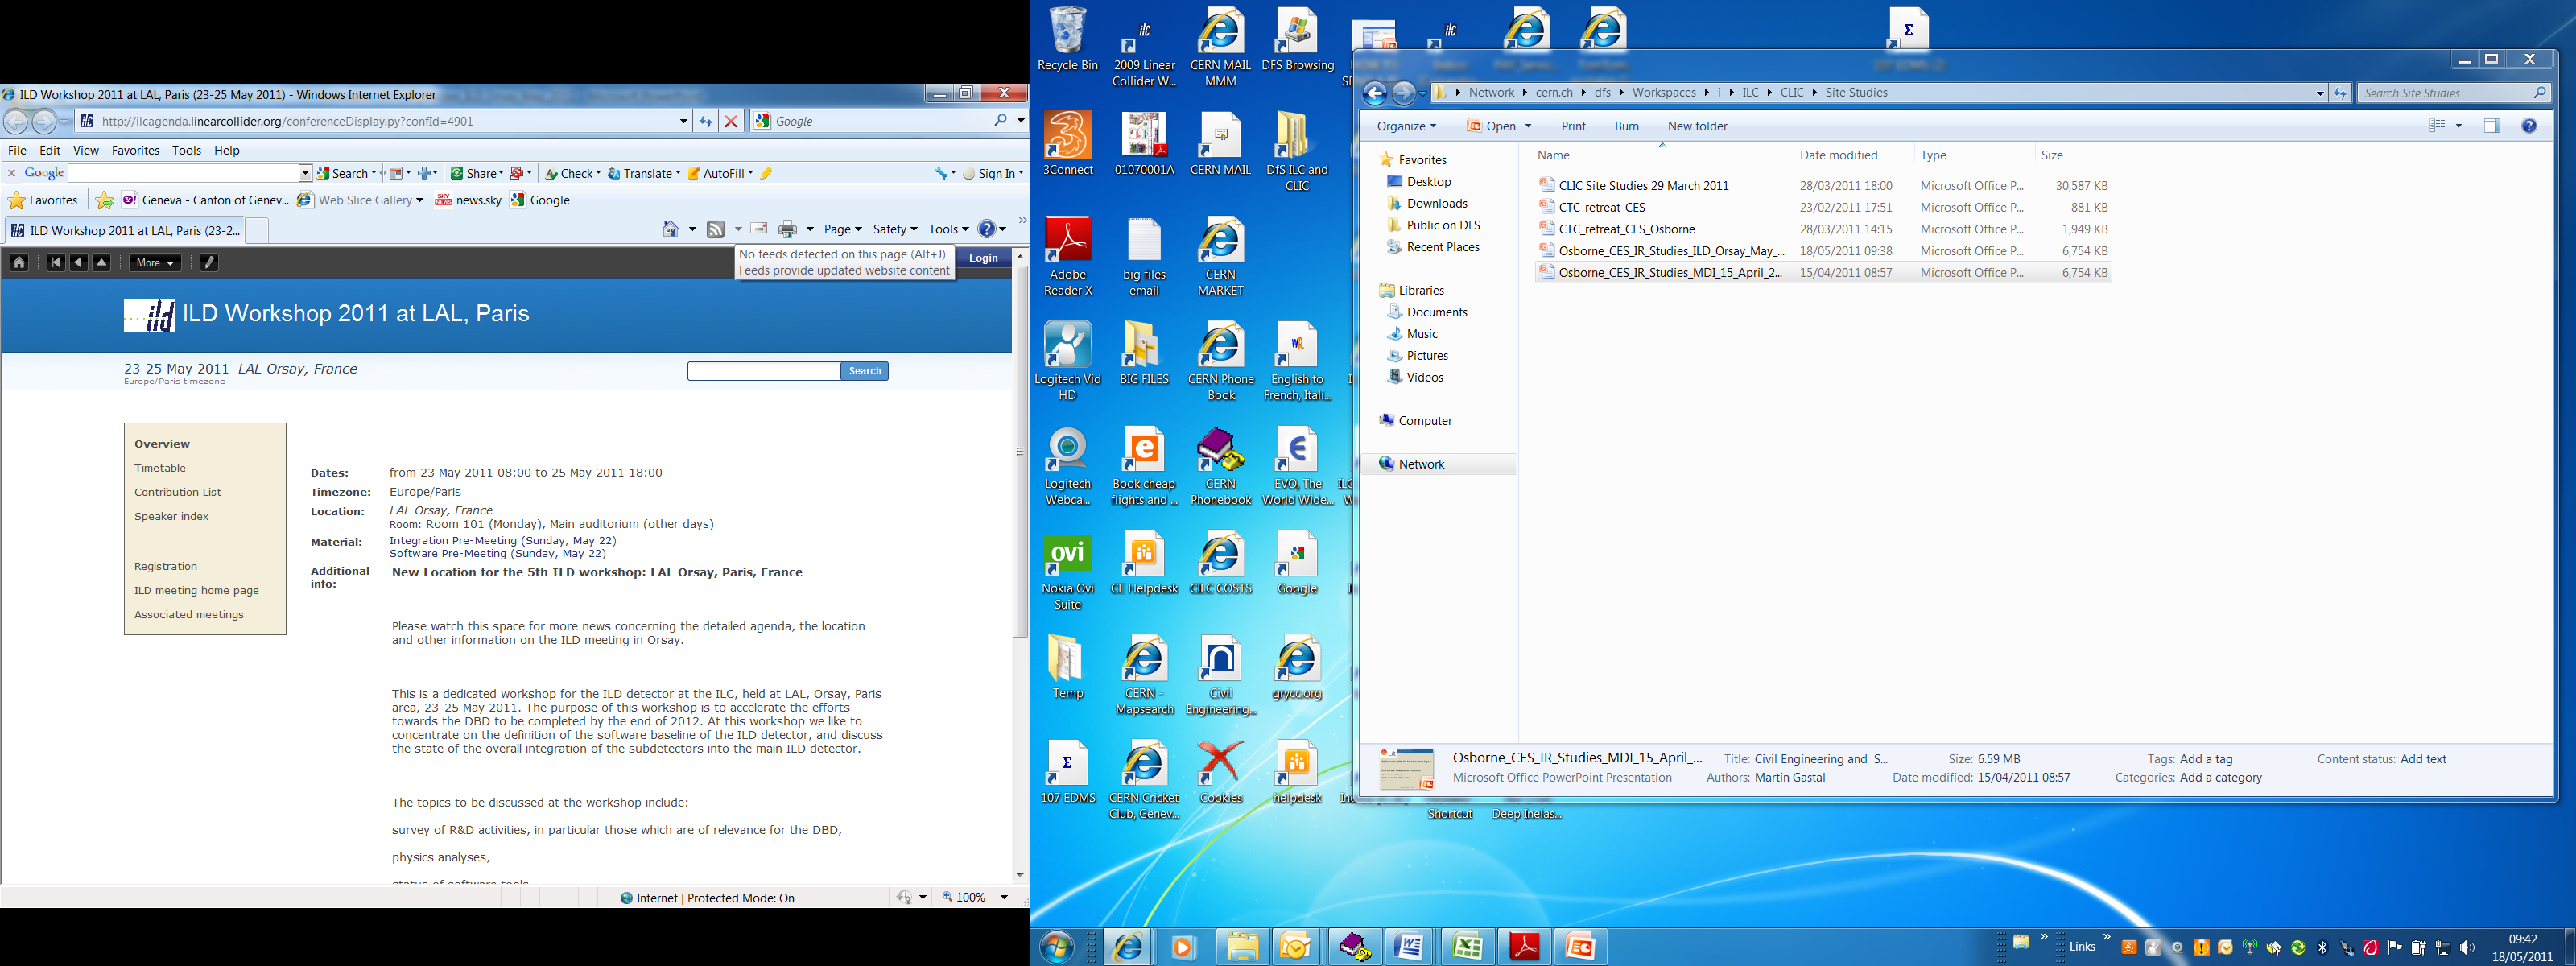 ILD Workshop 2011 at LAL, Paris (23-25 May 2011) - Windows Internet Explorer
http://ilcagenda.linearcollider.org/conferenceDisplay.py?confId=4901
Google
File Edit View Favorites Tools Help
x Google Search Share Check Translate AutoFill Sign In
Favorites Geneva - Canton of Genev... Web Slice Gallery news.sky Google
ILD Workshop 2011 at LAL, Paris (23-2...
Page Safety Tools
No feeds detected on this page (Alt+J)
Feeds provide updated website content
More
Login
ild ILD Workshop 2011 at LAL, Paris
23-25 May 2011 LAL Orsay, France
Europe/Paris timezone
Search
Overview
Timetable
Contribution List
Speaker index
Registration
ILD meeting home page
Associated meetings
Dates: from 23 May 2011 08:00 to 25 May 2011 18:00
Timezone: Europe/Paris
Location: LAL Orsay, France
Room: Room 101 (Monday), Main auditorium (other days)
Material: Integration Pre-Meeting (Sunday, May 22)
Software Pre-Meeting (Sunday, May 22)
Additional info: New Location for the 5th ILD workshop: LAL Orsay, Paris, France
Please watch this space for more news concerning the detailed agenda, the location
and other information on the ILD meeting in Orsay.
This is a dedicated workshop for the ILD detector at the ILC, held at LAL, Orsay, Paris
area, 23-25 May 2011. The purpose of this workshop is to accelerate the efforts
towards the DBD to be completed by the end of 2012. At this workshop we like to
concentrate on the definition of the software baseline of the ILD detector, and discuss
the state of the overall integration of the subdetectors into the main ILD detector.
The topics to be discussed at the workshop include:
survey of R&D activities, in particular those which are of relevance for the DBD,
physics analyses,
status of software tools
Internet | Protected Mode: On
100%
Recycle Bin
2009 Linear Collider W...
CERN MAIL MMM
DFS Browsing
3Connect
01070001A
CERN MAIL
DfS ILC and CLIC
Adobe Reader X
big files email
CERN MARKET
Logitech Vid HD
BIG FILES
CERN Phone Book
English to French, Itali...
Logitech Webca...
Book cheap flights and ...
CERN Phonebook
EVO, The World Wide...
ovi
Nokia Ovi Suite
CE Helpdesk
CILC COSTS
Google
Temp
CERN - Mapsearch
Civil Engineering...
grycc.org
107 EDMS
CERN Cricket Club, Genev...
Cookies
helpdesk
Shortcut
Deep Inelas...
Network cern.ch dfs Workspaces i ILC CLIC Site Studies
Search Site Studies
Organize Open Print Burn New folder
Favorites
Desktop
Downloads
Public on DFS
Recent Places
Libraries
Documents
Music
Pictures
Videos
Computer
Network
Name Date modified Type Size
CLIC Site Studies 29 March 2011 28/03/2011 18:00 Microsoft Office P... 30,587 KB
CTC_retreat_CES 23/02/2011 17:51 Microsoft Office P... 881 KB
CTC_retreat_CES_Osborne 28/03/2011 14:15 Microsoft Office P... 1,949 KB
Osborne_CES_IR_Studies_ILD_Orsay_May_... 18/05/2011 09:38 Microsoft Office P... 6,754 KB
Osborne_CES_IR_Studies_MDI_15_April_2... 15/04/2011 08:57 Microsoft Office P... 6,754 KB
Osborne_CES_IR_Studies_MDI_15_April_... Title: Civil Engineering and S... Size: 6.59 MB Tags: Add a tag Content status: Add text
Microsoft Office PowerPoint Presentation Authors: Martin Gastal Date modified: 15/04/2011 08:57 Categories: Add a category
Links
09:42
18/05/2011